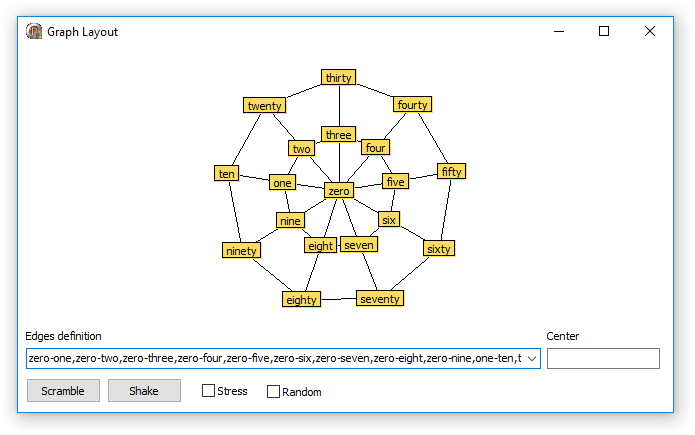 Graph Layout
thirty
twenty
fourty
three
two
four
ten
one
five
fifty
zero
nine
six
ninety
eight
seven
sixty
eighty
seventy
Edges definition
Center
zero-one,zero-two,zero-three,zero-four,zero-five,zero-six,zero-seven,zero-eight,zero-nine,one-ten,t
Scramble
Shake
Stress
Random